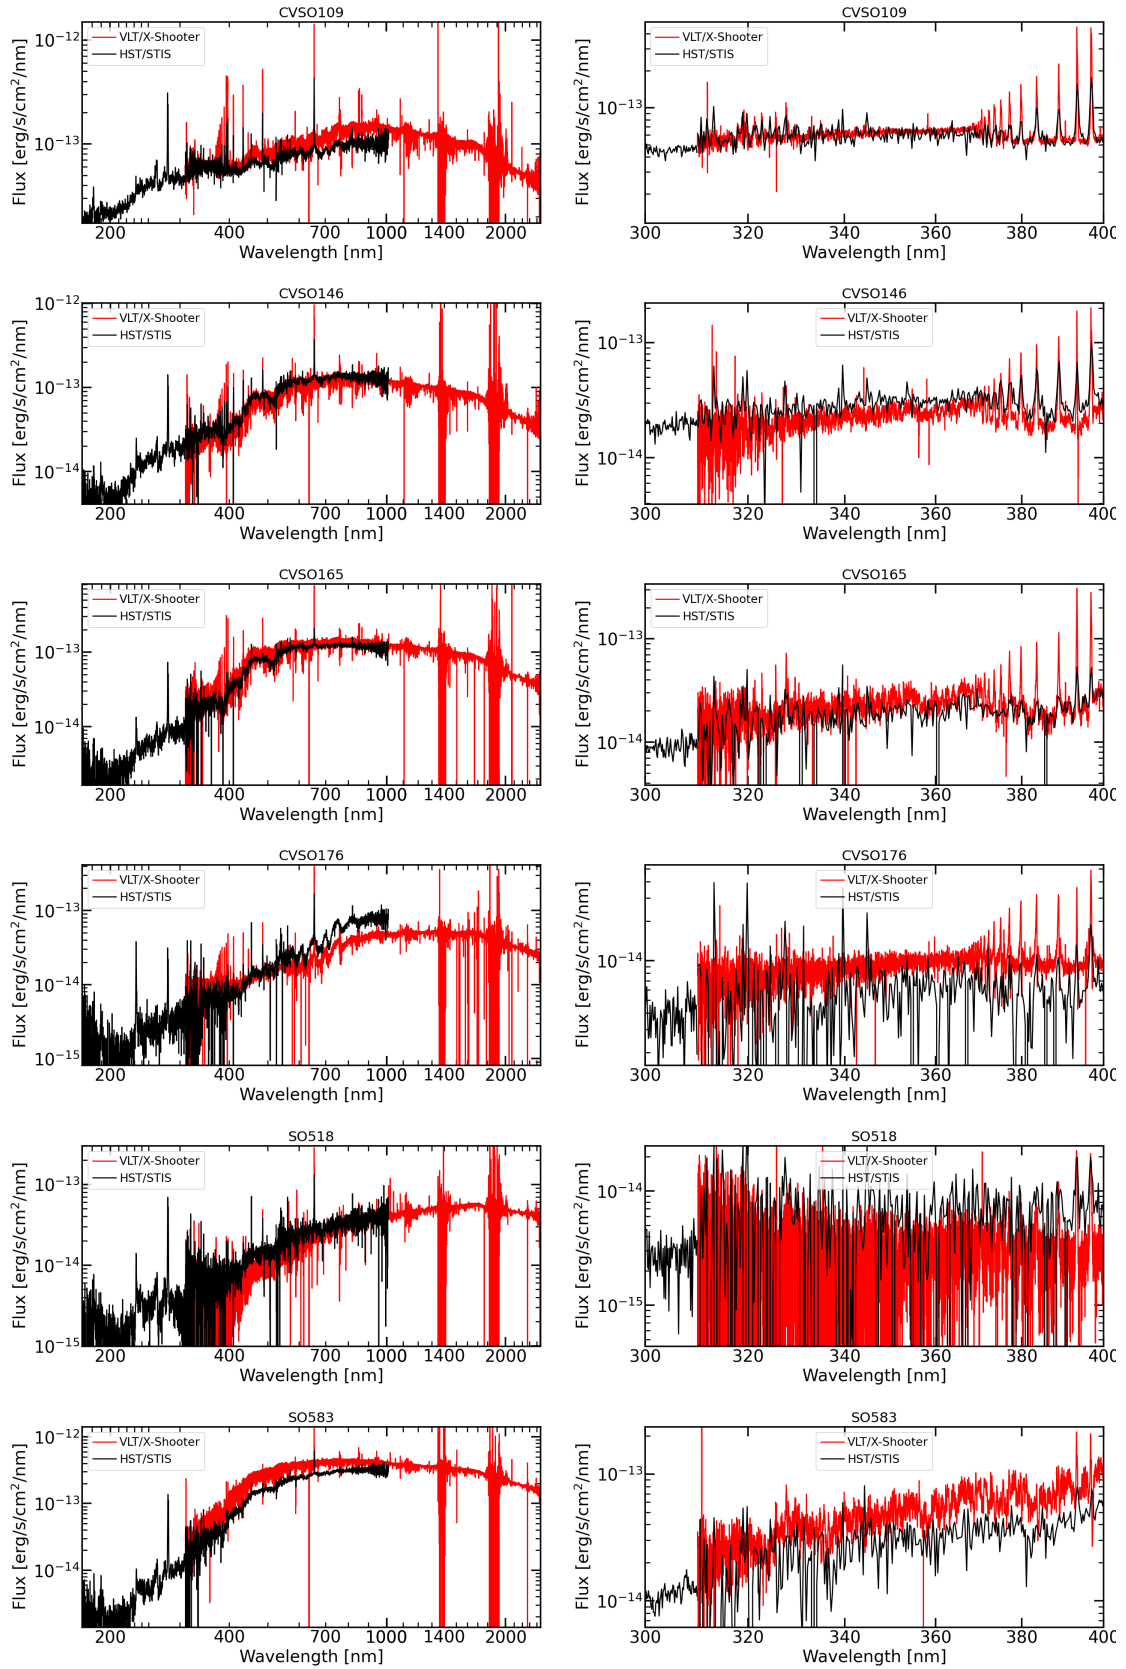 CVSO109
Flux [erg/s/cm²/nm]
10⁻¹²
10⁻¹³
VLT/X-Shooter
HST/STIS
200 400 700 1000 1400 2000
Wavelength [nm]
CVSO109
Flux [erg/s/cm²/nm]
10⁻¹³
VLT/X-Shooter
HST/STIS
300 320 340 360 380 400
Wavelength [nm]
CVSO146
Flux [erg/s/cm²/nm]
10⁻¹²
10⁻¹³
10⁻¹⁴
VLT/X-Shooter
HST/STIS
200 400 700 1000 1400 2000
Wavelength [nm]
CVSO146
Flux [erg/s/cm²/nm]
10⁻¹³
10⁻¹⁴
VLT/X-Shooter
HST/STIS
300 320 340 360 380 400
Wavelength [nm]
CVSO165
Flux [erg/s/cm²/nm]
10⁻¹³
10⁻¹⁴
VLT/X-Shooter
HST/STIS
200 400 700 1000 1400 2000
Wavelength [nm]
CVSO165
Flux [erg/s/cm²/nm]
10⁻¹³
10⁻¹⁴
VLT/X-Shooter
HST/STIS
300 320 340 360 380 400
Wavelength [nm]
CVSO176
Flux [erg/s/cm²/nm]
10⁻¹³
10⁻¹⁴
10⁻¹⁵
VLT/X-Shooter
HST/STIS
200 400 700 1000 1400 2000
Wavelength [nm]
CVSO176
Flux [erg/s/cm²/nm]
10⁻¹⁴
VLT/X-Shooter
HST/STIS
300 320 340 360 380 400
Wavelength [nm]
SO518
Flux [erg/s/cm²/nm]
10⁻¹³
10⁻¹⁴
10⁻¹⁵
VLT/X-Shooter
HST/STIS
200 400 700 1000 1400 2000
Wavelength [nm]
SO518
Flux [erg/s/cm²/nm]
10⁻¹⁴
10⁻¹⁵
VLT/X-Shooter
HST/STIS
300 320 340 360 380 400
Wavelength [nm]
SO583
Flux [erg/s/cm²/nm]
10⁻¹²
10⁻¹³
10⁻¹⁴
VLT/X-Shooter
HST/STIS
200 400 700 1000 1400 2000
Wavelength [nm]
SO583
Flux [erg/s/cm²/nm]
10⁻¹³
10⁻¹⁴
VLT/X-Shooter
HST/STIS
300 320 340 360 380 400
Wavelength [nm]